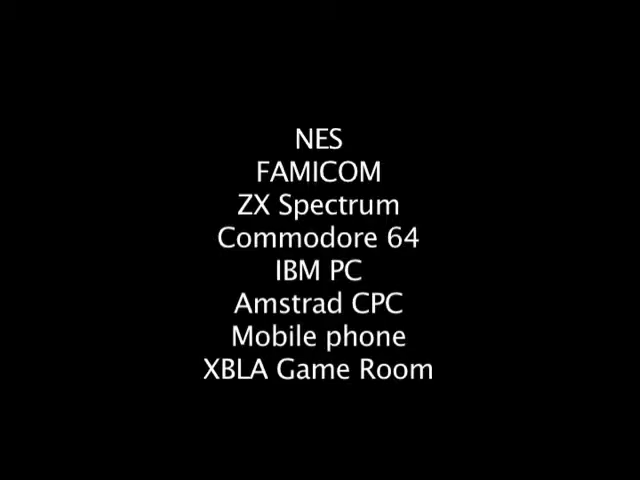 NES
FAMICOM
ZX Spectrum
Commodore 64
IBM PC
Amstrad CPC
Mobile phone
XBLA Game Room